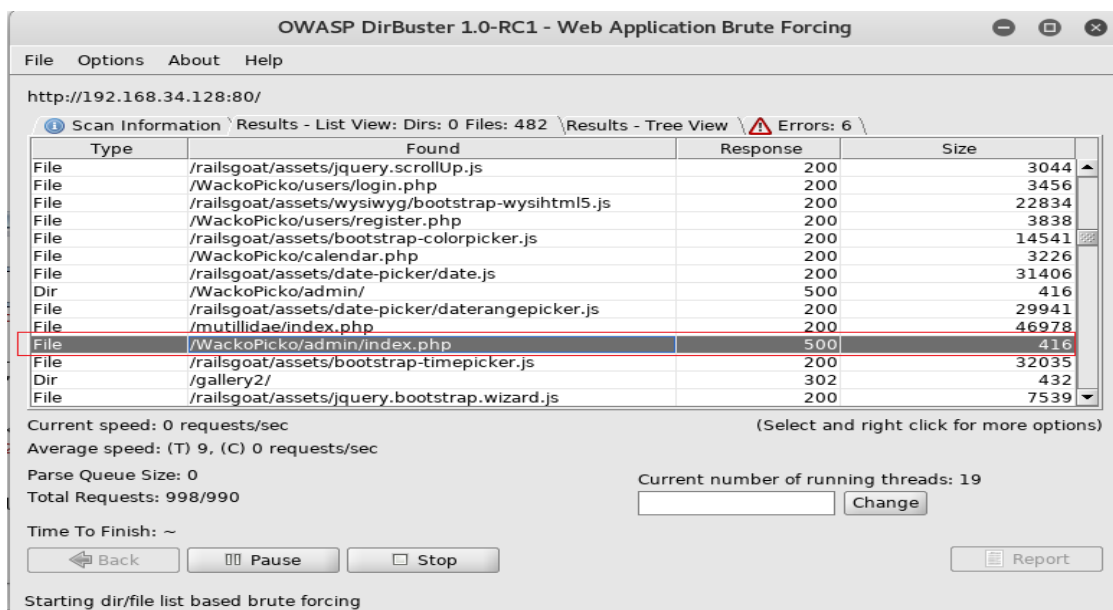 OWASP DirBuster 1.0-RC1 - Web Application Brute Forcing
File Options About Help
http://192.168.34.128:80/
Scan Information Results - List View: Dirs: 0 Files: 482 Results - Tree View Errors: 6
Type Found Response Size
File /railsgoat/assets/jquery.scrollUp.js 200 3044
File /WackoPicko/users/login.php 200 3456
File /railsgoat/assets/wysiwyg/bootstrap-wysihtml5.js 200 22834
File /WackoPicko/users/register.php 200 3838
File /railsgoat/assets/bootstrap-colorpicker.js 200 14541
File /WackoPicko/calendar.php 200 3226
File /railsgoat/assets/date-picker/date.js 200 31406
Dir /WackoPicko/admin/ 500 416
File /railsgoat/assets/date-picker/daterangepicker.js 200 29941
File /mutillidae/index.php 200 46978
File /WackoPicko/admin/index.php 500 416
File /railsgoat/assets/bootstrap-timepicker.js 200 32035
Dir /gallery2/ 302 432
File /railsgoat/assets/jquery.bootstrap.wizard.js 200 7539
Current speed: 0 requests/sec (Select and right click for more options)
Average speed: (T) 9, (C) 0 requests/sec
Parse Queue Size: 0
Current number of running threads: 19
Total Requests: 998/990
Change
Time To Finish: ~
Back Pause Stop Report
Starting dir/file list based brute forcing